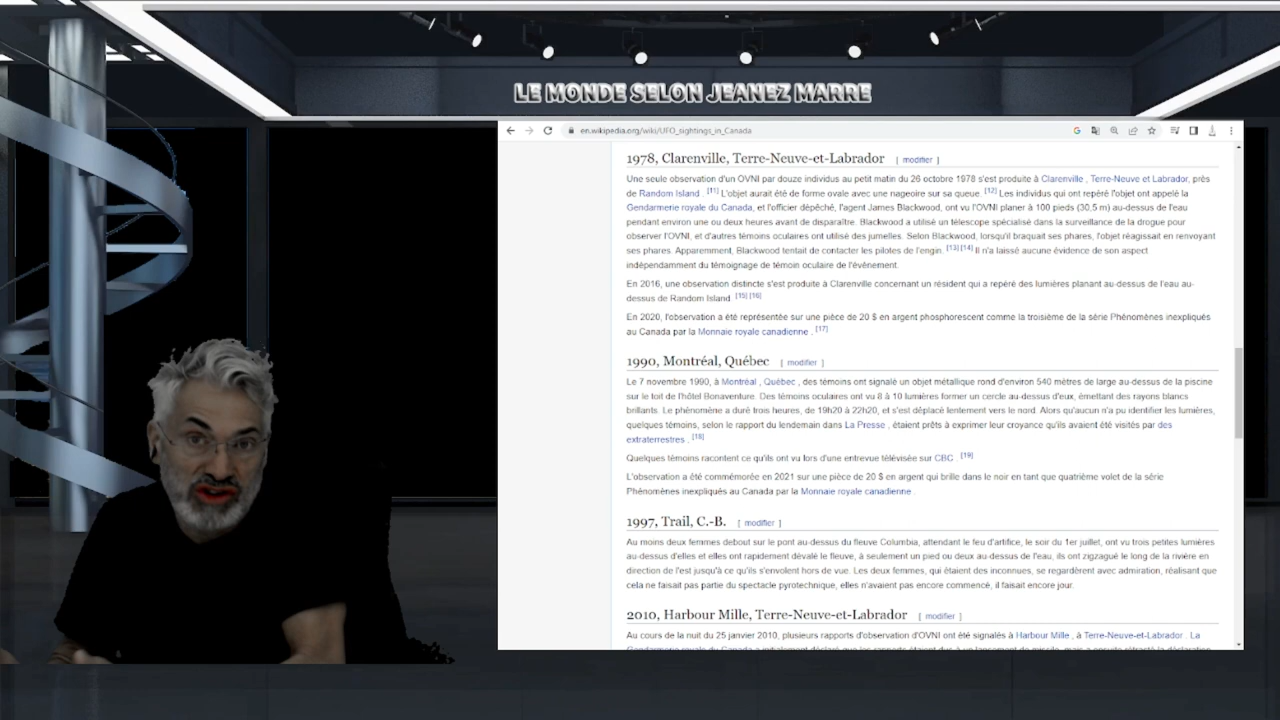 LE MONDE SELON JEANEZ MARRE
en.wikipedia.org/wiki/UFO_sightings_in_Canada
1978, Clarenville, Terre-Neuve-et-Labrador [ modifier ]
Une seule observation d'un OVNI par douze individus au petit matin du 26 octobre 1978 s'est produite à Clarenville , Terre-Neuve et Labrador, près
de Random Island . [11] L'objet aurait été de forme ovale avec une nageoire sur sa queue. [12] Les individus qui ont repéré l'objet ont appelé la
Gendarmerie royale du Canada, et l'officier dépêché, l'agent James Blackwood, ont vu l'OVNI planer à 100 pieds (30,5 m) au-dessus de l'eau
pendant environ une ou deux heures avant de disparaître. Blackwood a utilisé un télescope spécialisé dans la surveillance de la drogue pour
observer l'OVNI, et d'autres témoins oculaires ont utilisé des jumelles. Selon Blackwood, lorsqu'il braquait ses phares, l'objet réagissait en renvoyant
ses phares. Apparemment, Blackwood tentait de contacter les pilotes de l'engin. [13] [14] Il n'a laissé aucune évidence de son aspect
indépendamment du témoignage de témoin oculaire de l'événement.
En 2016, une observation distincte s'est produite à Clarenville concernant un résident qui a repéré des lumières planant au-dessus de l'eau au-
dessus de Random Island [15] [16]
En 2020, l'observation a été représentée sur une pièce de 20 $ en argent phosphorescent comme la troisième de la série Phénomènes inexpliqués
au Canada par la Monnaie royale canadienne . [17]
1990, Montréal, Québec [ modifier ]
Le 7 novembre 1990, à Montréal , Québec , des témoins ont signalé un objet métallique rond d'environ 540 mètres de large au-dessus de la piscine
sur le toit de l'hôtel Bonaventure. Des témoins oculaires ont vu 8 à 10 lumières former un cercle au-dessus d'eux, émettant des rayons blancs
brillants. Le phénomène a duré trois heures, de 19h20 à 22h20, et s'est déplacé lentement vers le nord. Alors qu'aucun n'a pu identifier les lumières,
quelques témoins, selon le rapport du lendemain dans La Presse , étaient prêts à exprimer leur croyance qu'ils avaient été visités par des
extraterrestres . [18]
Quelques témoins racontent ce qu'ils ont vu lors d'une entrevue télévisée sur CBC [19]
L'observation a été commémorée en 2021 sur une pièce de 20 $ en argent qui brille dans le noir en tant que quatrième volet de la série
Phénomènes inexpliqués au Canada par la Monnaie royale canadienne .
1997, Trail, C.-B. [ modifier ]
Au moins deux femmes debout sur le pont au-dessus du fleuve Columbia, attendant le feu d'artifice, le soir du 1er juillet, ont vu trois petites lumières
au-dessus d'elles et elles ont rapidement dévalé le fleuve, à seulement un pied ou deux au-dessus de l'eau, ils ont zigzagué le long de la rivière en
direction de l'est jusqu'à ce qu'ils s'envolent hors de vue. Les deux femmes, qui étaient des inconnues, se regardèrent avec admiration, réalisant que
cela ne faisait pas partie du spectacle pyrotechnique, elles n'avaient pas encore commencé, il faisait encore jour.
2010, Harbour Mille, Terre-Neuve-et-Labrador [ modifier ]
Au cours de la nuit du 25 janvier 2010, plusieurs rapports d'observation d'OVNI ont été signalés à Harbour Mille , à Terre-Neuve-et-Labrador . La
Gendarmerie royale du Canada a initialement déclaré que les rapports étaient dus à un lancement de missile, mais a ensuite rétracté la déclaration